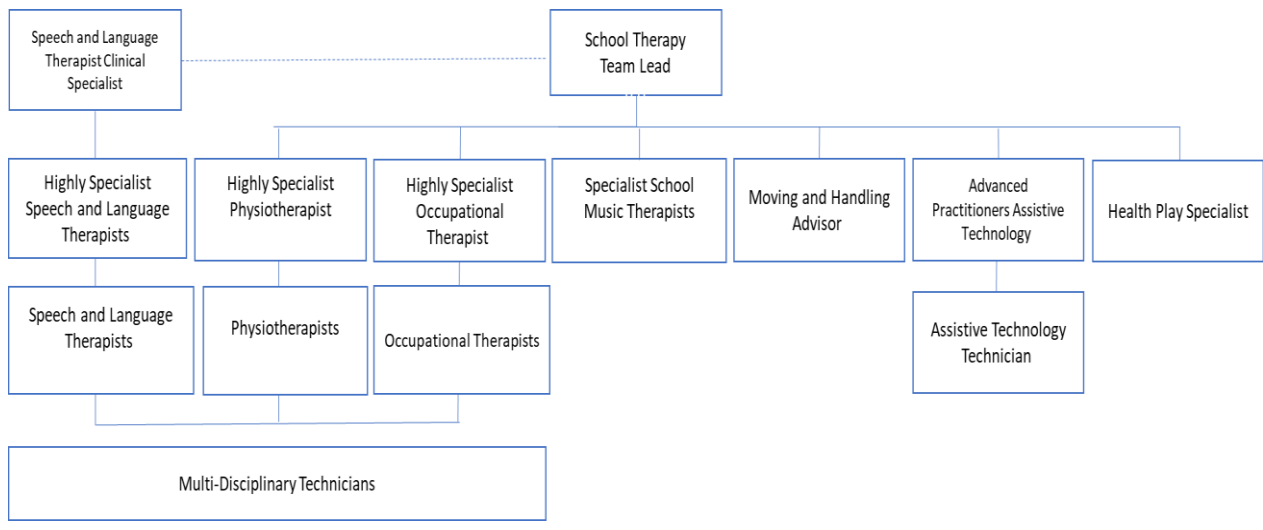 Speech and Language
Therapist Clinical
Specialist
School Therapy
Team Lead
Highly Specialist
Speech and Language
Therapists
Highly Specialist
Physiotherapist
Highly Specialist
Occupational
Therapist
Specialist School
Music Therapists
Moving and Handling
Advisor
Advanced
Practitioners Assistive
Technology
Health Play Specialist
Speech and Language
Therapists
Physiotherapists
Occupational Therapists
Assistive Technology
Technician
Multi-Disciplinary Technicians